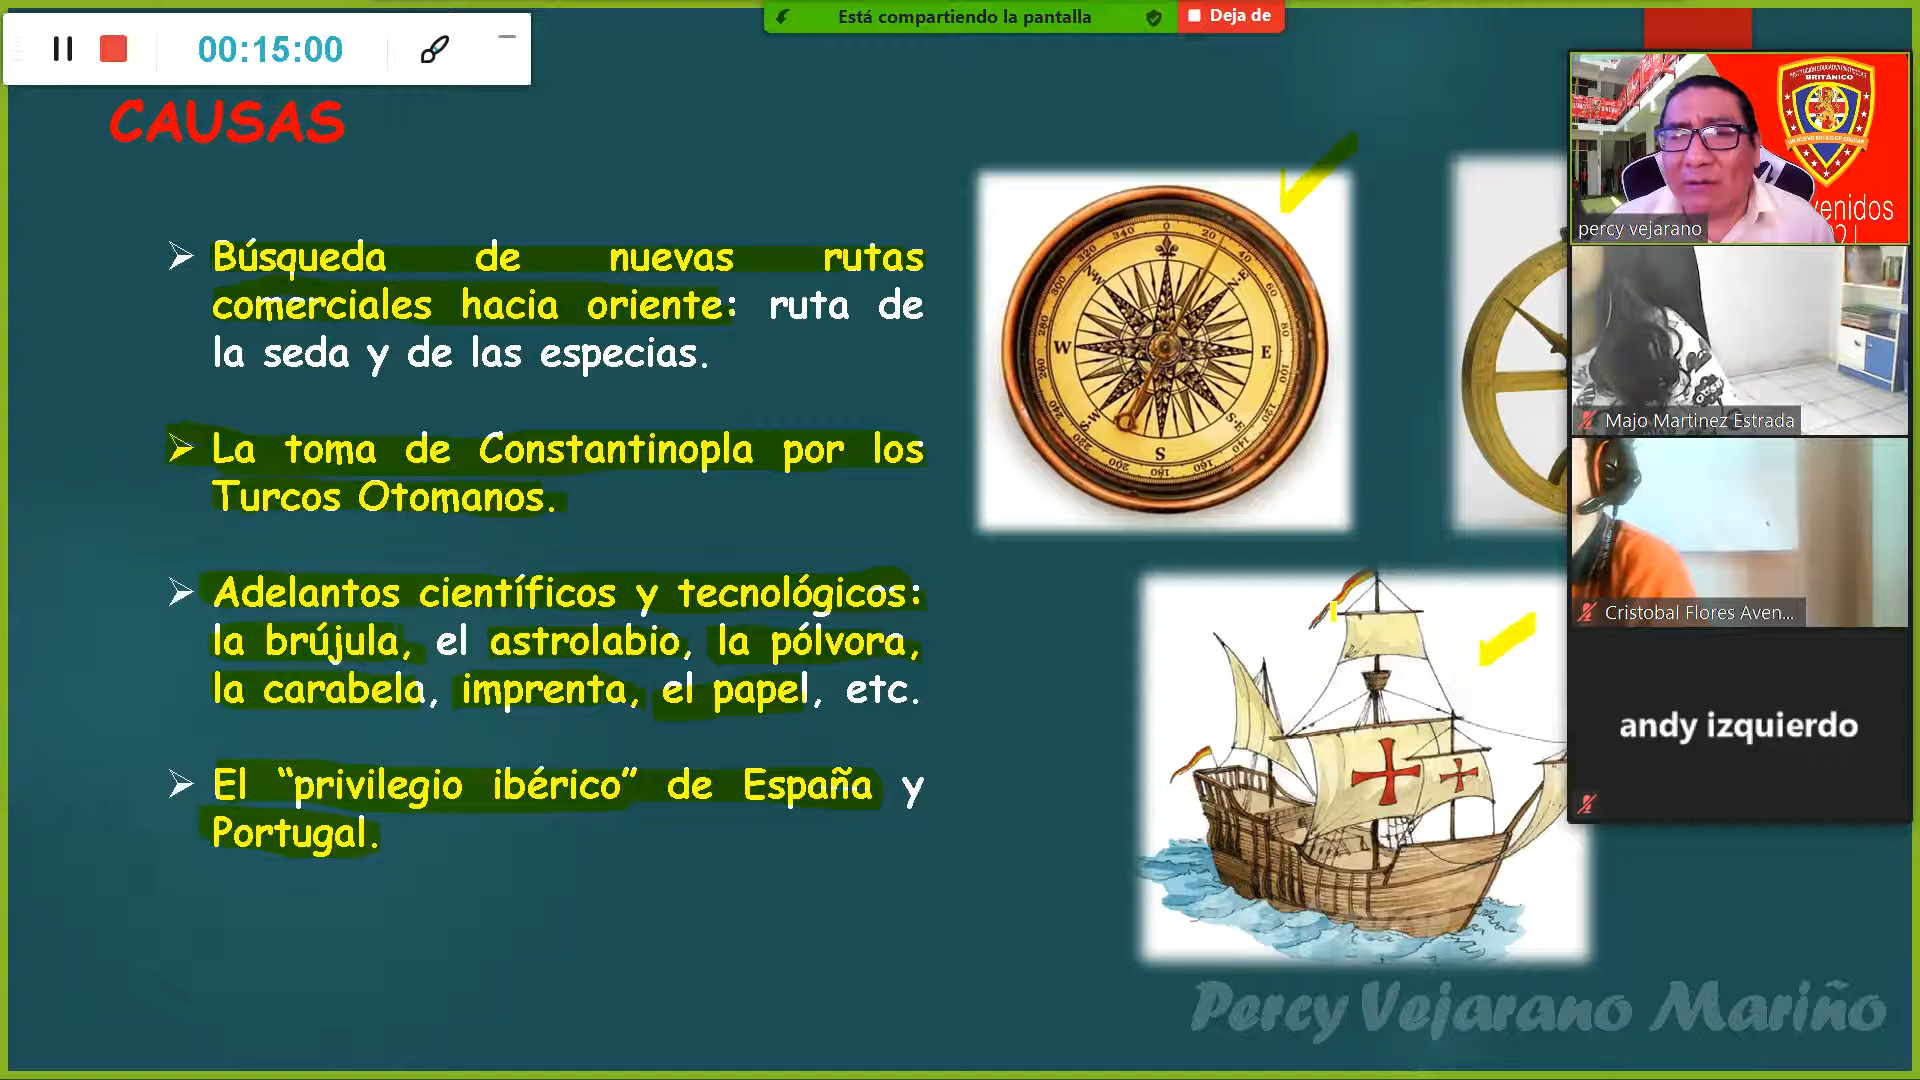 Está compartiendo la pantalla
Deja de
00:15:00
CAUSAS
Búsqueda de nuevas rutas
comerciales hacia oriente: ruta de
la seda y de las especias.
La toma de Constantinopla por los
Turcos Otomanos.
Adelantos científicos y tecnológicos:
la brújula, el astrolabio, la pólvora,
la carabela, imprenta, el papel, etc.
El “privilegio ibérico” de España y
Portugal.
W
E
S
BRITÁNICO
venidos
percy vejarano
Majo Martinez Estrada
Cristobal Flores Aven...
andy izquierdo
Percy Vejarano Mariño